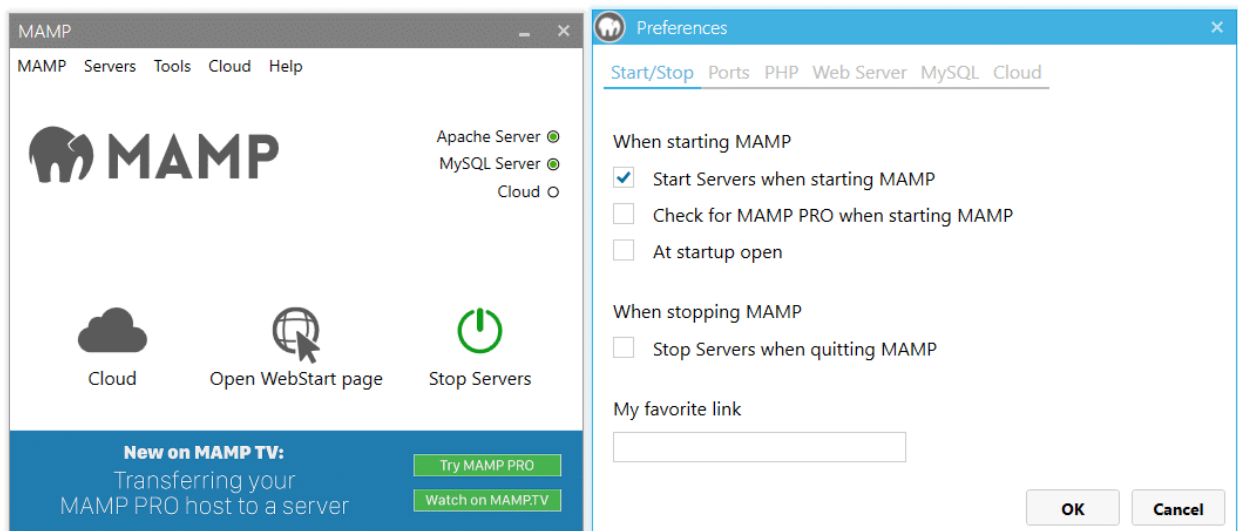 MAMP
MAMP Servers Tools Cloud Help
MAMP
Apache Server
MySQL Server
Cloud
Cloud
Open WebStart page
Stop Servers
New on MAMP TV:
Transferring your
MAMP PRO host to a server
Try MAMP PRO
Watch on MAMP.TV
Preferences
Start/Stop Ports PHP Web Server MySQL Cloud
When starting MAMP
Start Servers when starting MAMP
Check for MAMP PRO when starting MAMP
At startup open
When stopping MAMP
Stop Servers when quitting MAMP
My favorite link
OK
Cancel